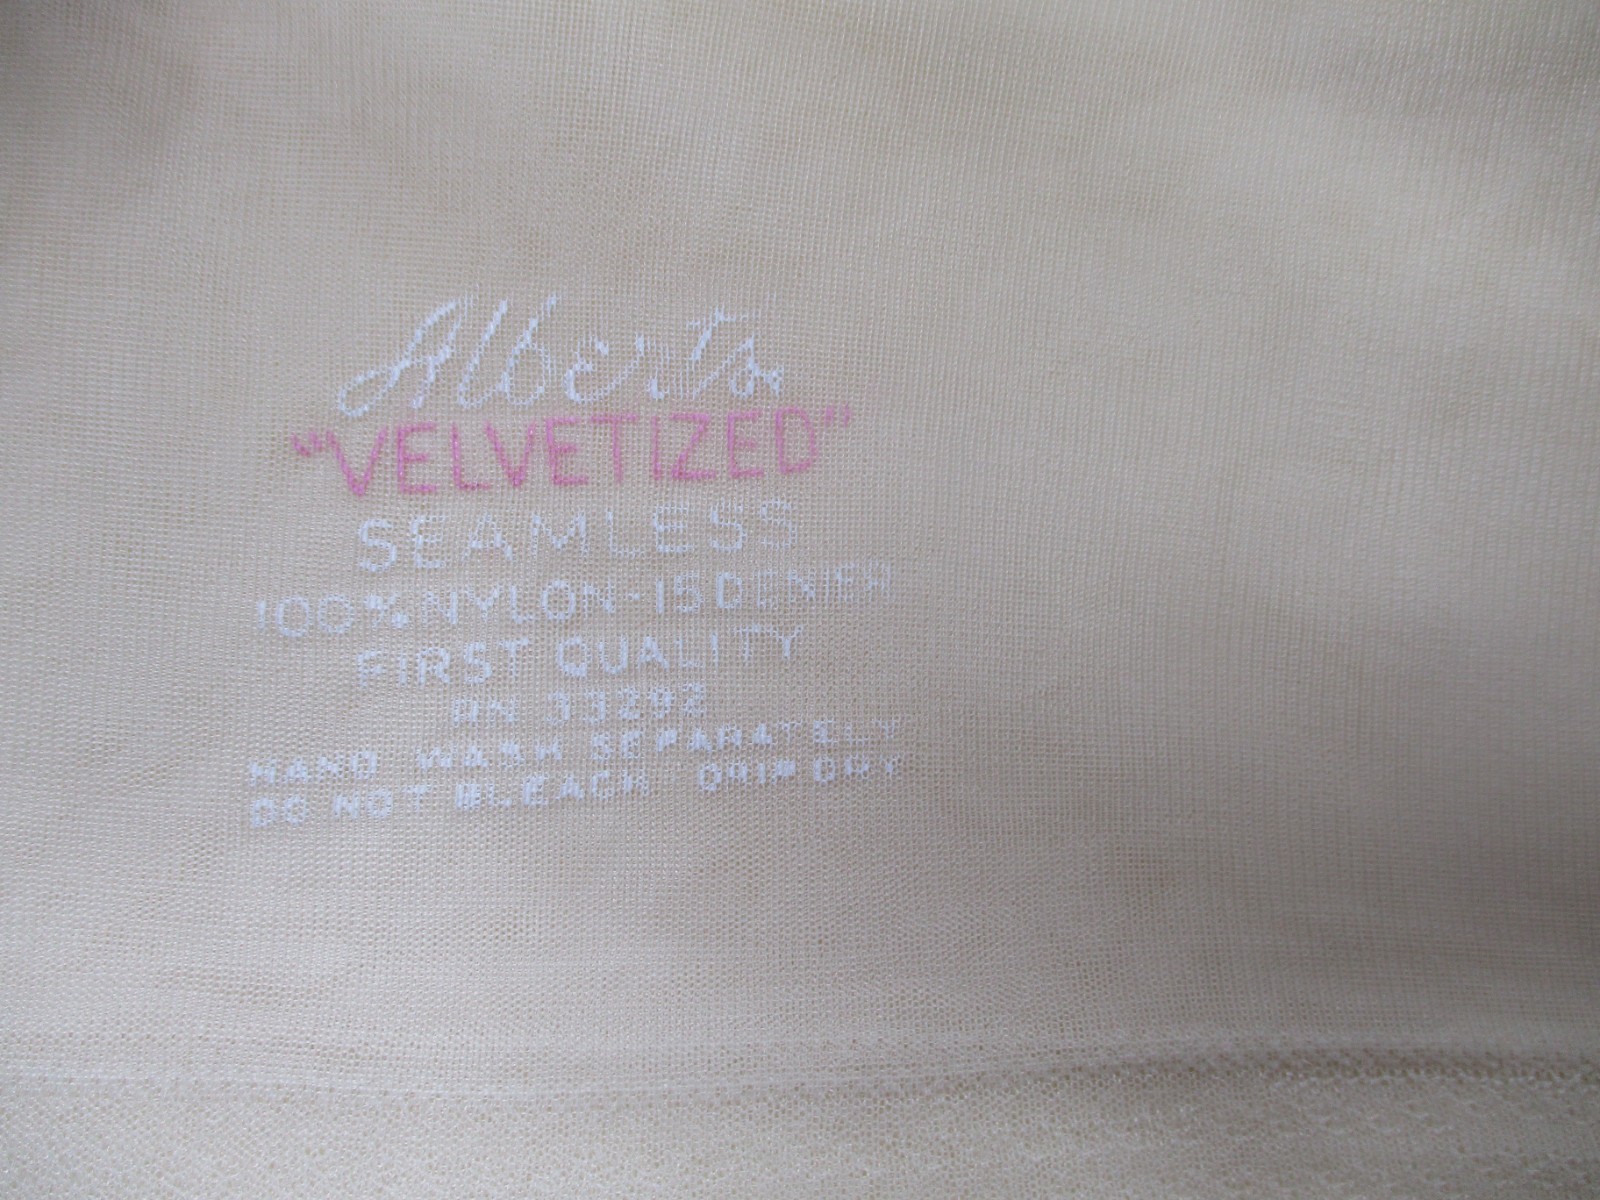 Alberts
"VELVETIZED"
SEAMLESS
100% NYLON-15 DENIER
FIRST QUALITY
RN 33292
HAND WASH SEPARATELY
DO NOT BLEACH DRIP DRY